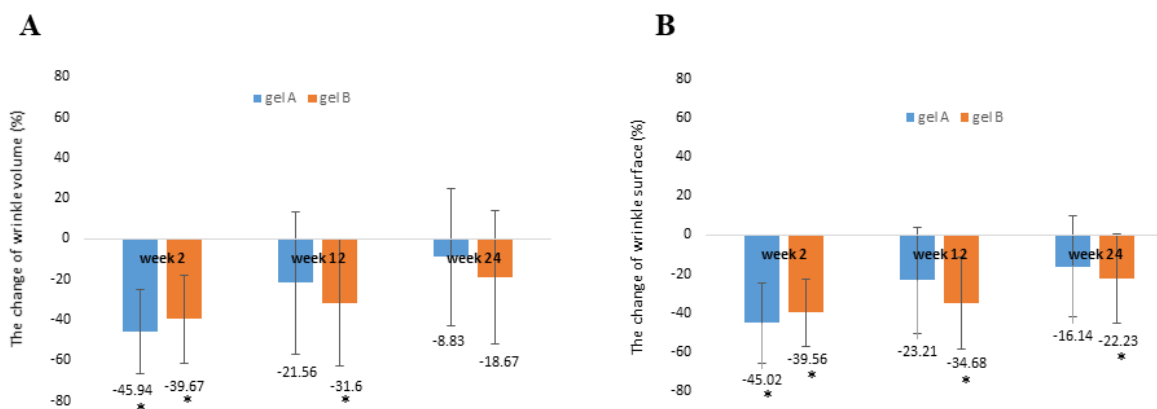 A
The change of wrinkle volume (%)
80
60
40
20
0
-20
-40
-60
-80
gel A gel B
week 2 week 12 week 24
-45.94 -39.67 -21.56 -31.6 -8.83 -18.67
* * *
B
The change of wrinkle surface (%)
80
60
40
20
0
-20
-40
-60
-80
gel A gel B
week 2 week 12 week 24
-45.02 -39.56 -23.21 -34.68 -16.14 -22.23
* * * *